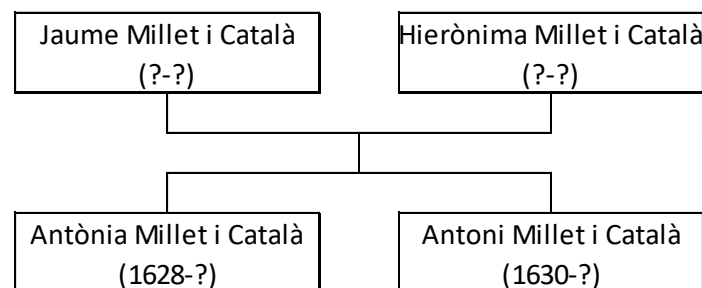 Jaume Millet i Català
(?-?)
Hierònima Millet i Català
(?-?)
Antònia Millet i Català
(1628-?)
Antoni Millet i Català
(1630-?)